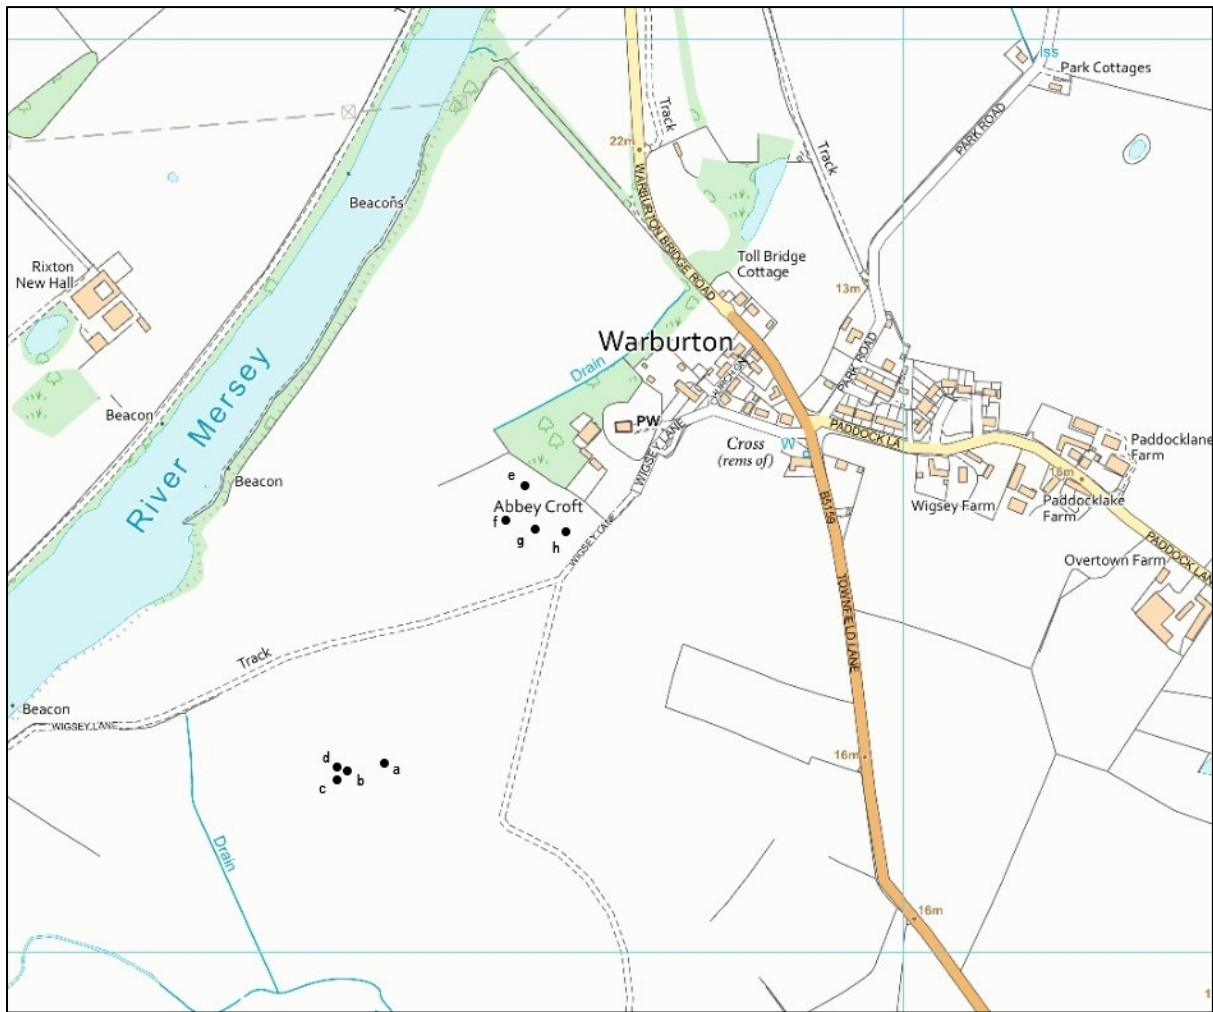 Iss
Park Cottages
PARK ROAD
Track
22m
Track
WARBURTON BRIDGE ROAD
Beacons
Toll Bridge
Cottage
Rixton
New Hall
13m
Warburton
PARK ROAD
Drain
CHURCH GN
River Mersey
Beacon
PW
WIGSEY LANE
Cross
(rems of)
W
PADDOCK LA
Paddocklane
Farm
Beacon
e
Abbey Croft
f
g
h
WIGSEY LANE
B5159
Wigsey Farm
16m
Paddocklake
Farm
PADDOCK LANE
Overtown Farm
TOWNFIELD LANE
Track
Beacon
WIGSEY LANE
d
a
b
c
16m
Drain
16m